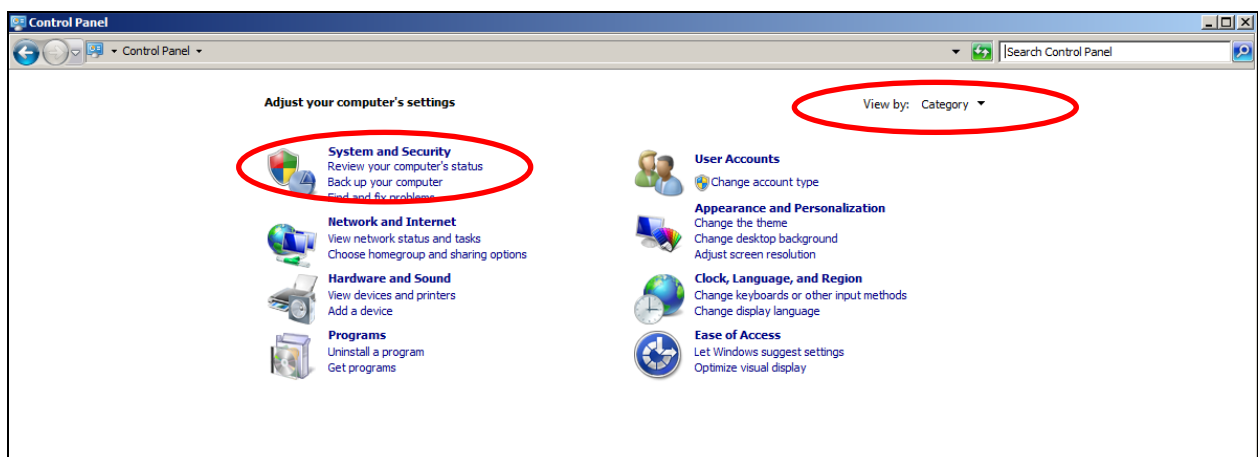 Control Panel
Control Panel
Search Control Panel
Adjust your computer's settings
View by: Category
System and Security
Review your computer's status
Back up your computer
Find and fix problems
Network and Internet
View network status and tasks
Choose homegroup and sharing options
Hardware and Sound
View devices and printers
Add a device
Programs
Uninstall a program
Get programs
User Accounts
Change account type
Appearance and Personalization
Change the theme
Change desktop background
Adjust screen resolution
Clock, Language, and Region
Change keyboards or other input methods
Change display language
Ease of Access
Let Windows suggest settings
Optimize visual display